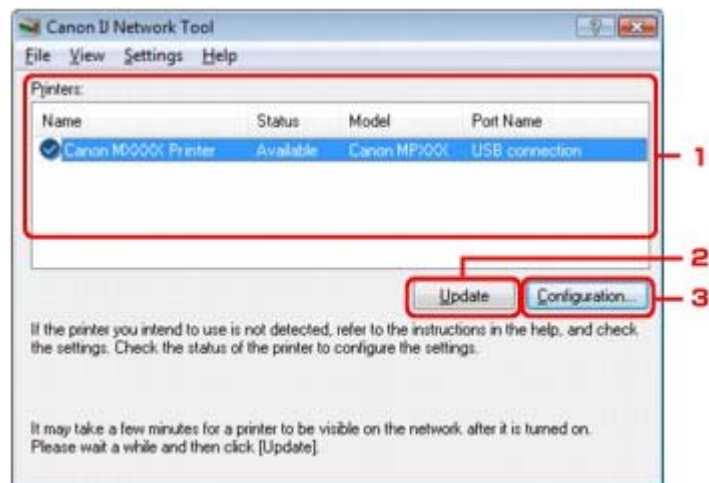 Canon IJ Network Tool
File View Settings Help
Printers:
Name Status Model Port Name
Canon MXXXX Printer Available Canon MPXXX USB connection
1
2
Update Configuration...
3
If the printer you intend to use is not detected, refer to the instructions in the help, and check
the settings. Check the status of the printer to configure the settings.
It may take a few minutes for a printer to be visible on the network after it is turned on.
Please wait a while and then click [Update].